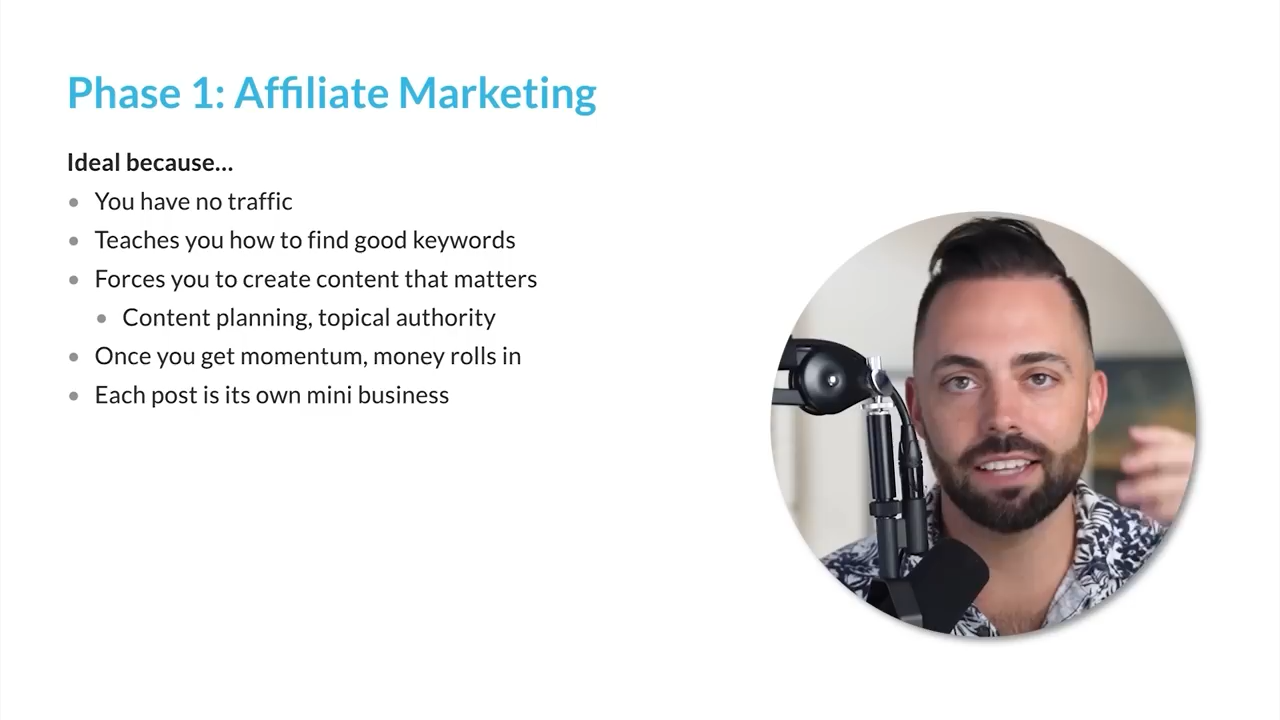 Phase 1: Affiliate Marketing
Ideal because...
You have no traffic
Teaches you how to find good keywords
Forces you to create content that matters
Content planning, topical authority
Once you get momentum, money rolls in
Each post is its own mini business